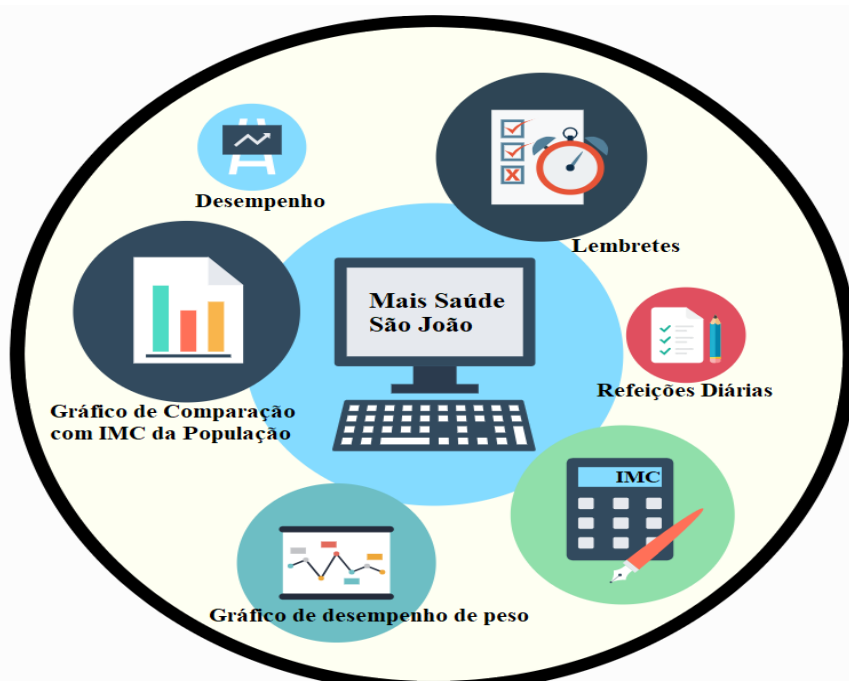 Desempenho
Lembretes
Mais Saúde
São João
Refeições Diárias
Gráfico de Comparação
com IMC da População
IMC
Gráfico de desempenho de peso